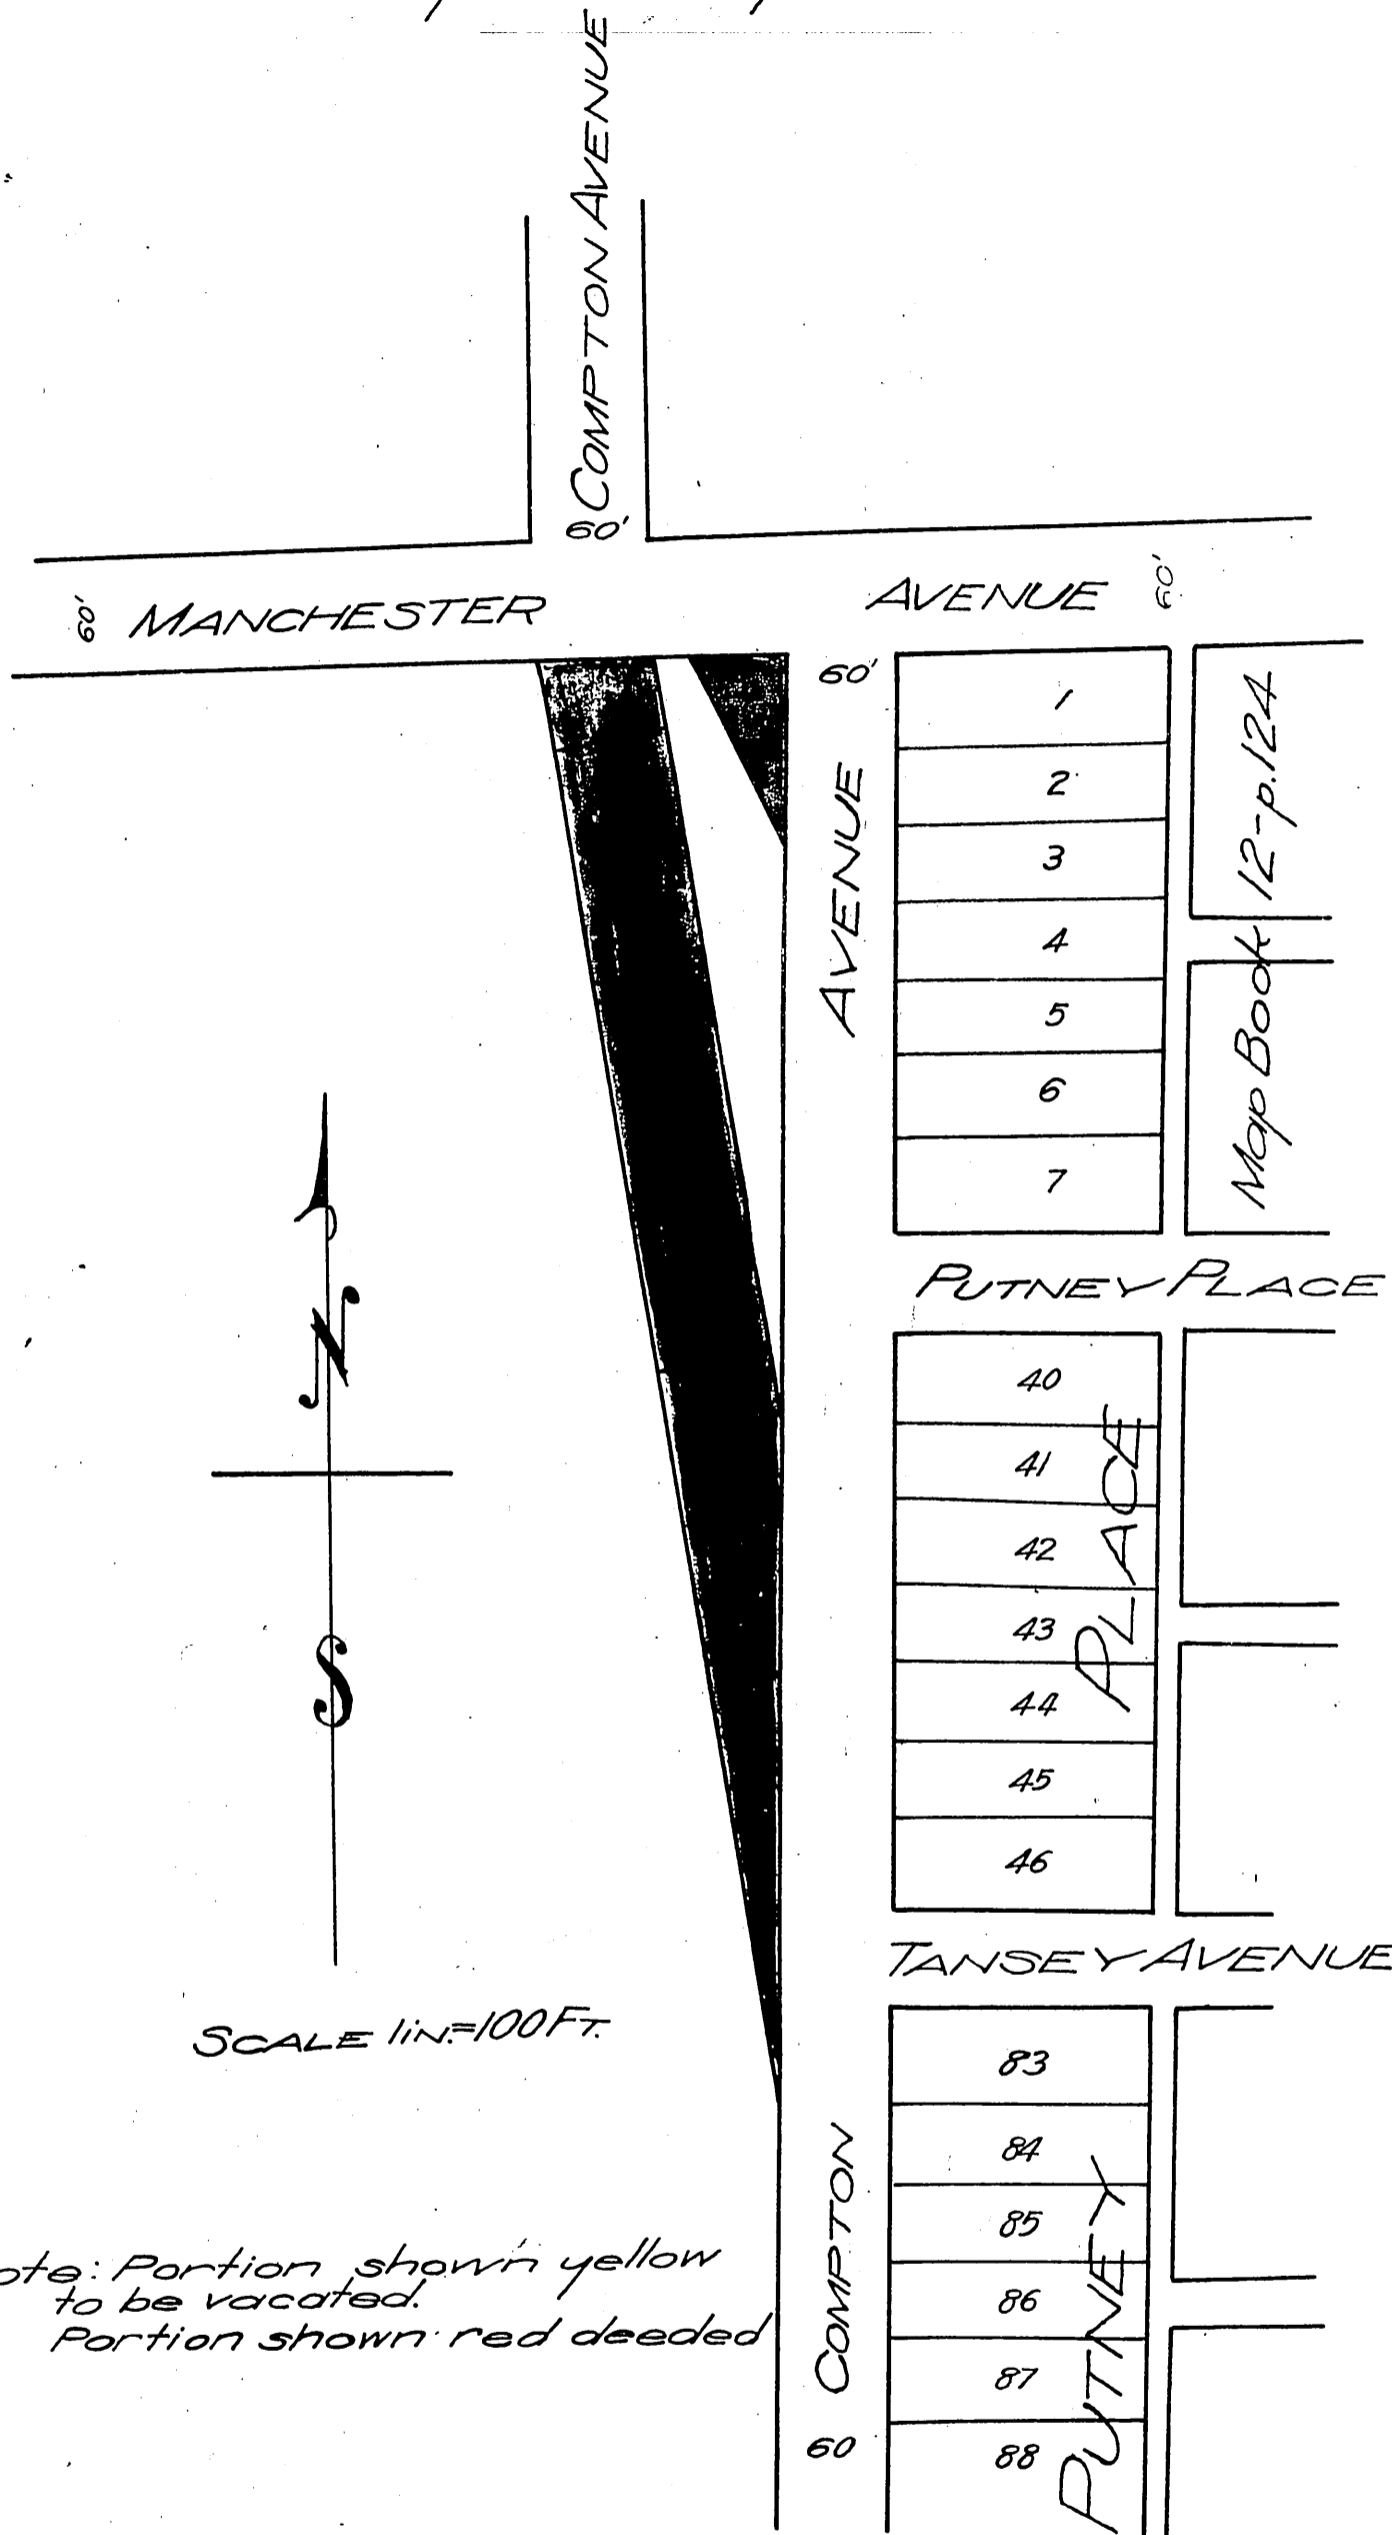 COMPTON AVENUE
60'
60' MANCHESTER AVENUE 60'
60'
1
2
3
4
5
6
7
AVENUE
Map Book 12-p.124
PUTNEY PLACE
N
S
40
41
42
43
44
45
46
PLACE
TANSEY AVENUE
SCALE 1in.=100FT.
83
84
85
86
87
88
COMPTON
60
PUTNEY
ote: Portion shown yellow
to be vacated.
Portion shown red deeded